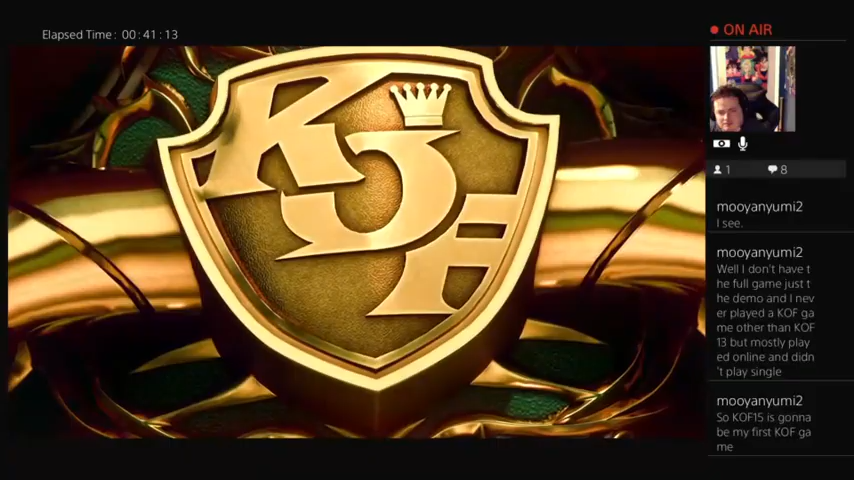 Elapsed Time : 00:41:13
ON AIR
KOF
1 8
mooyanyumi2
I see.
mooyanyumi2
Well I don't have t
he full game just t
he demo and I nev
er played a KOF ga
me other than KOF
13 but mostly play
ed online and didn
't play single
mooyanyumi2
So KOF15 is gonna
be my first KOF ga
me